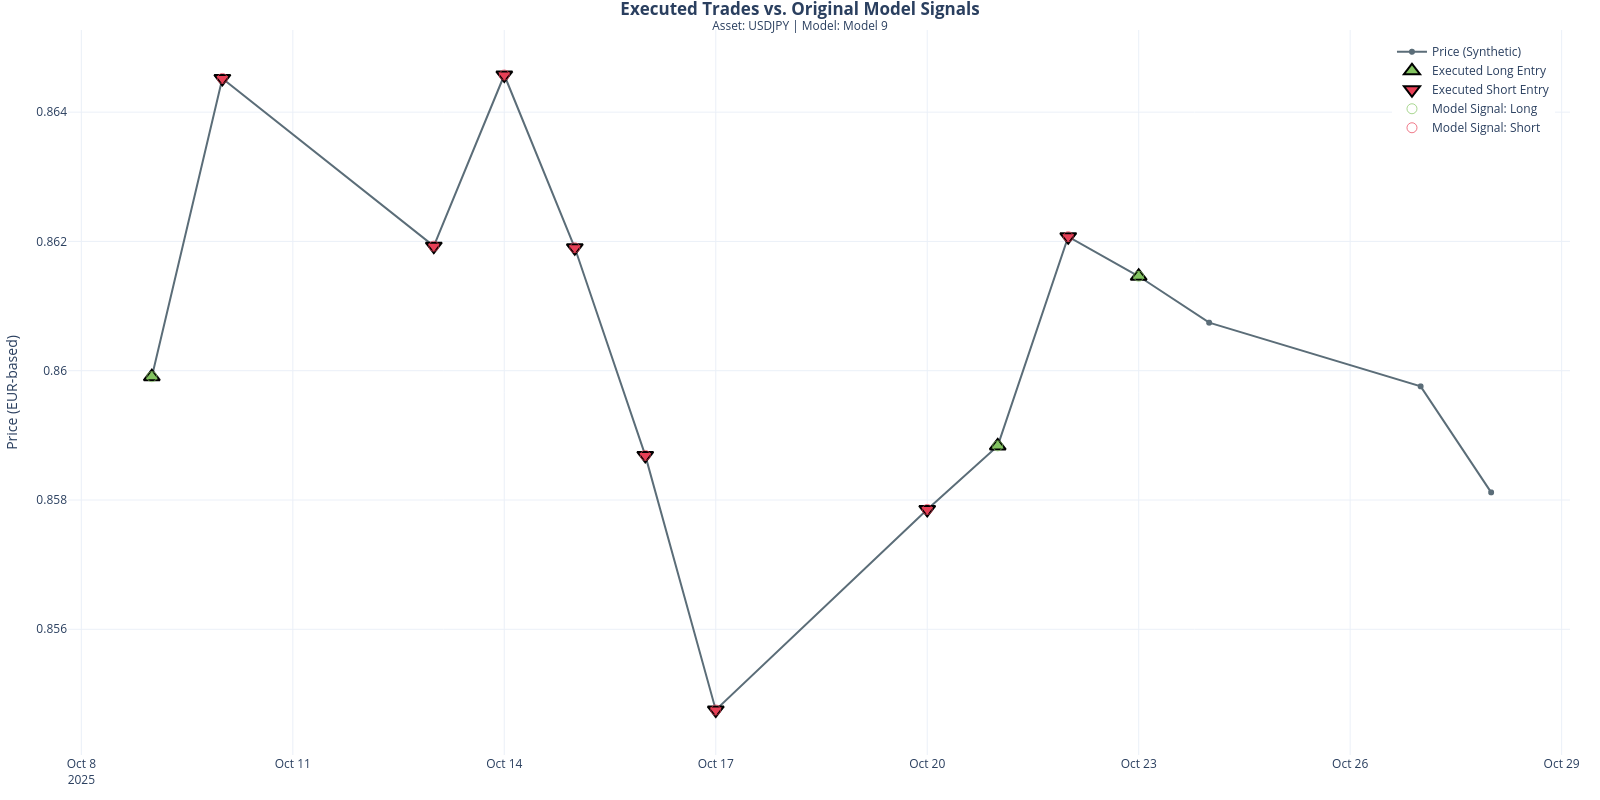 Executed Trades vs. Original Model Signals
Asset: USDJPY | Model: Model 9
Price (Synthetic)
Executed Long Entry
Executed Short Entry
Model Signal: Long
Model Signal: Short
Price (EUR-based)
0.864
0.862
0.86
0.858
0.856
Oct 8
2025
Oct 11
Oct 14
Oct 17
Oct 20
Oct 23
Oct 26
Oct 29